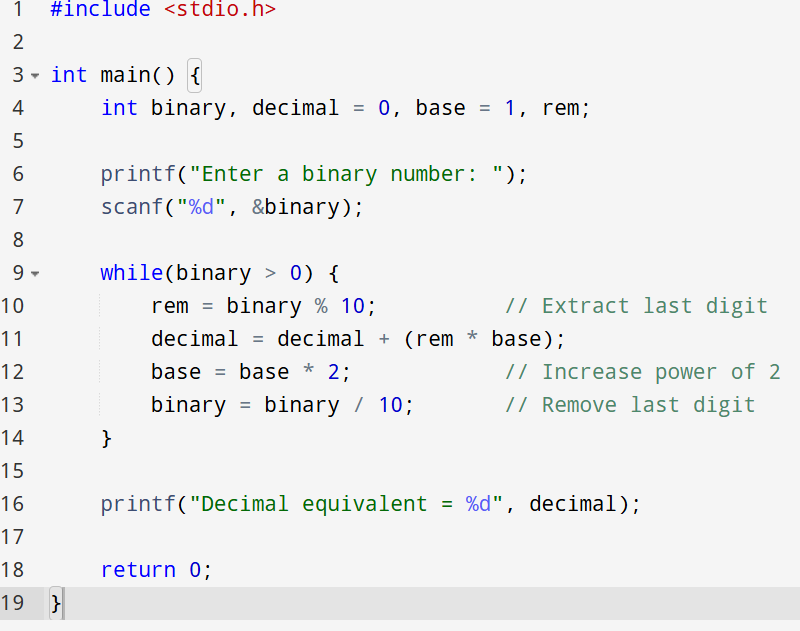 1 #include <stdio.h>
2
3 int main() {
4     int binary, decimal = 0, base = 1, rem;
5
6     printf("Enter a binary number: ");
7     scanf("%d", &binary);
8
9     while(binary > 0) {
10         rem = binary % 10;          // Extract last digit
11         decimal = decimal + (rem * base);
12         base = base * 2;            // Increase power of 2
13         binary = binary / 10;       // Remove last digit
14     }
15
16     printf("Decimal equivalent = %d", decimal);
17
18     return 0;
19 }